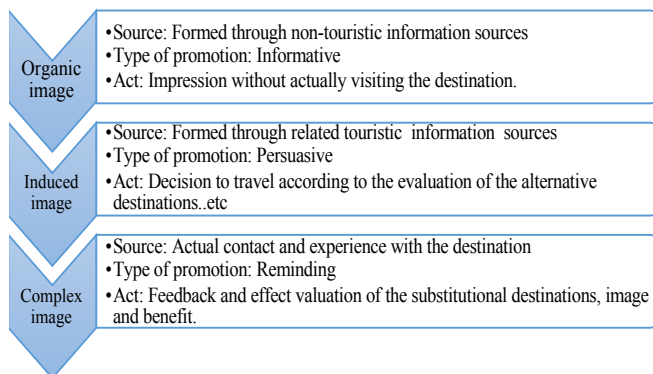 Organic
image
•Source: Formed through non-touristic information sources
•Type of promotion: Informative
•Act: Impression without actually visiting the destination.
Induced
image
•Source: Formed through related touristic information sources
•Type of promotion: Persuasive
•Act: Decision to travel according to the evaluation of the alternative
destinations..etc
Complex
image
•Source: Actual contact and experience with the destination
•Type of promotion: Reminding
•Act: Feedback and effect valuation of the substitutional destinations, image
and benefit.